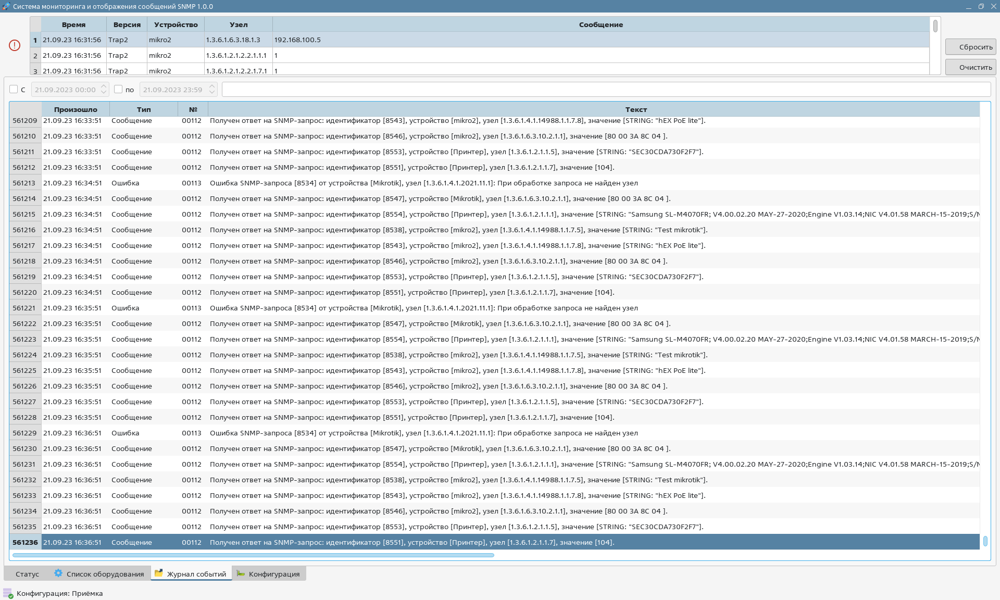 Система мониторинга и отображения сообщений SNMP 1.0.0
Время Версия Устройство Узел Сообщение
1 21.09.23 16:31:56 Trap2 mikro2 1.3.6.1.6.3.18.1.3 192.168.100.5
2 21.09.23 16:31:56 Trap2 mikro2 1.3.6.1.2.1.2.2.1.1.1 1
3 21.09.23 16:31:56 Trap2 mikro2 1.3.6.1.2.1.2.2.1.7.1 1
Сбросить
Очистить
С 21.09.2023 00:00 по 21.09.2023 23:59
Произошло Тип № Текст
561209 21.09.23 16:33:51 Сообщение 00112 Получен ответ на SNMP-запрос: идентификатор [8543], устройство [mikro2], узел [1.3.6.1.4.1.14988.1.1.7.8], значение [STRING: "hEX PoE lite"].
561210 21.09.23 16:33:51 Сообщение 00112 Получен ответ на SNMP-запрос: идентификатор [8546], устройство [mikro2], узел [1.3.6.1.6.3.10.2.1.1], значение [80 00 3A 8C 04 ].
561211 21.09.23 16:33:51 Сообщение 00112 Получен ответ на SNMP-запрос: идентификатор [8553], устройство [Принтер], узел [1.3.6.1.2.1.1.5], значение [STRING: "SEC30CDA730F2F7"].
561212 21.09.23 16:33:51 Сообщение 00112 Получен ответ на SNMP-запрос: идентификатор [8551], устройство [Принтер], узел [1.3.6.1.2.1.1.7], значение [104].
561213 21.09.23 16:34:51 Ошибка 00113 Ошибка SNMP-запроса [8534] от устройства [Mikrotik], узел [1.3.6.1.4.1.2021.11.1]: При обработке запроса не найден узел
561214 21.09.23 16:34:51 Сообщение 00112 Получен ответ на SNMP-запрос: идентификатор [8547], устройство [Mikrotik], узел [1.3.6.1.6.3.10.2.1.1], значение [80 00 3A 8C 04 ].
561215 21.09.23 16:34:51 Сообщение 00112 Получен ответ на SNMP-запрос: идентификатор [8554], устройство [Принтер], узел [1.3.6.1.2.1.1.1], значение [STRING: "Samsung SL-M4070FR; V4.00.02.20 MAY-27-2020;Engine V1.03.14;NIC V4.01.58 MARCH-15-2019;S/N
561216 21.09.23 16:34:51 Сообщение 00112 Получен ответ на SNMP-запрос: идентификатор [8538], устройство [mikro2], узел [1.3.6.1.4.1.14988.1.1.7.5], значение [STRING: "Test mikrotik"].
561217 21.09.23 16:34:51 Сообщение 00112 Получен ответ на SNMP-запрос: идентификатор [8543], устройство [mikro2], узел [1.3.6.1.4.1.14988.1.1.7.8], значение [STRING: "hEX PoE lite"].
561218 21.09.23 16:34:51 Сообщение 00112 Получен ответ на SNMP-запрос: идентификатор [8546], устройство [mikro2], узел [1.3.6.1.6.3.10.2.1.1], значение [80 00 3A 8C 04 ].
561219 21.09.23 16:34:51 Сообщение 00112 Получен ответ на SNMP-запрос: идентификатор [8553], устройство [Принтер], узел [1.3.6.1.2.1.1.5], значение [STRING: "SEC30CDA730F2F7"].
561220 21.09.23 16:34:51 Сообщение 00112 Получен ответ на SNMP-запрос: идентификатор [8551], устройство [Принтер], узел [1.3.6.1.2.1.1.7], значение [104].
561221 21.09.23 16:35:51 Ошибка 00113 Ошибка SNMP-запроса [8534] от устройства [Mikrotik], узел [1.3.6.1.4.1.2021.11.1]: При обработке запроса не найден узел
561222 21.09.23 16:35:51 Сообщение 00112 Получен ответ на SNMP-запрос: идентификатор [8547], устройство [Mikrotik], узел [1.3.6.1.6.3.10.2.1.1], значение [80 00 3A 8C 04 ].
561223 21.09.23 16:35:51 Сообщение 00112 Получен ответ на SNMP-запрос: идентификатор [8554], устройство [Принтер], узел [1.3.6.1.2.1.1.1], значение [STRING: "Samsung SL-M4070FR; V4.00.02.20 MAY-27-2020;Engine V1.03.14;NIC V4.01.58 MARCH-15-2019;S/N
561224 21.09.23 16:35:51 Сообщение 00112 Получен ответ на SNMP-запрос: идентификатор [8538], устройство [mikro2], узел [1.3.6.1.4.1.14988.1.1.7.5], значение [STRING: "Test mikrotik"].
561225 21.09.23 16:35:51 Сообщение 00112 Получен ответ на SNMP-запрос: идентификатор [8543], устройство [mikro2], узел [1.3.6.1.4.1.14988.1.1.7.8], значение [STRING: "hEX PoE lite"].
561226 21.09.23 16:35:51 Сообщение 00112 Получен ответ на SNMP-запрос: идентификатор [8546], устройство [mikro2], узел [1.3.6.1.6.3.10.2.1.1], значение [80 00 3A 8C 04 ].
561227 21.09.23 16:35:51 Сообщение 00112 Получен ответ на SNMP-запрос: идентификатор [8553], устройство [Принтер], узел [1.3.6.1.2.1.1.5], значение [STRING: "SEC30CDA730F2F7"].
561228 21.09.23 16:35:51 Сообщение 00112 Получен ответ на SNMP-запрос: идентификатор [8551], устройство [Принтер], узел [1.3.6.1.2.1.1.7], значение [104].
561229 21.09.23 16:36:51 Ошибка 00113 Ошибка SNMP-запроса [8534] от устройства [Mikrotik], узел [1.3.6.1.4.1.2021.11.1]: При обработке запроса не найден узел
561230 21.09.23 16:36:51 Сообщение 00112 Получен ответ на SNMP-запрос: идентификатор [8547], устройство [Mikrotik], узел [1.3.6.1.6.3.10.2.1.1], значение [80 00 3A 8C 04 ].
561231 21.09.23 16:36:51 Сообщение 00112 Получен ответ на SNMP-запрос: идентификатор [8554], устройство [Принтер], узел [1.3.6.1.2.1.1.1], значение [STRING: "Samsung SL-M4070FR; V4.00.02.20 MAY-27-2020;Engine V1.03.14;NIC V4.01.58 MARCH-15-2019;S/N
561232 21.09.23 16:36:51 Сообщение 00112 Получен ответ на SNMP-запрос: идентификатор [8538], устройство [mikro2], узел [1.3.6.1.4.1.14988.1.1.7.5], значение [STRING: "Test mikrotik"].
561233 21.09.23 16:36:51 Сообщение 00112 Получен ответ на SNMP-запрос: идентификатор [8543], устройство [mikro2], узел [1.3.6.1.4.1.14988.1.1.7.8], значение [STRING: "hEX PoE lite"].
561234 21.09.23 16:36:51 Сообщение 00112 Получен ответ на SNMP-запрос: идентификатор [8546], устройство [mikro2], узел [1.3.6.1.6.3.10.2.1.1], значение [80 00 3A 8C 04 ].
561235 21.09.23 16:36:51 Сообщение 00112 Получен ответ на SNMP-запрос: идентификатор [8553], устройство [Принтер], узел [1.3.6.1.2.1.1.5], значение [STRING: "SEC30CDA730F2F7"].
561236 21.09.23 16:36:51 Сообщение 00112 Получен ответ на SNMP-запрос: идентификатор [8551], устройство [Принтер], узел [1.3.6.1.2.1.1.7], значение [104].
Статус Список оборудования Журнал событий Конфигурация
Конфигурация: Приёмка